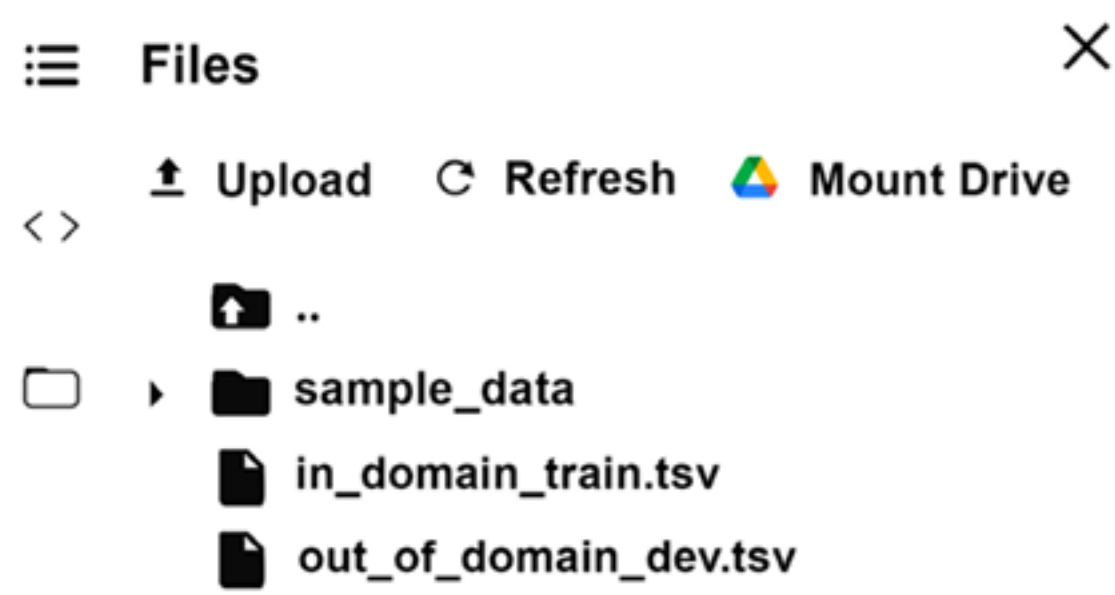 Files
Upload Refresh Mount Drive
..
sample_data
in_domain_train.tsv
out_of_domain_dev.tsv